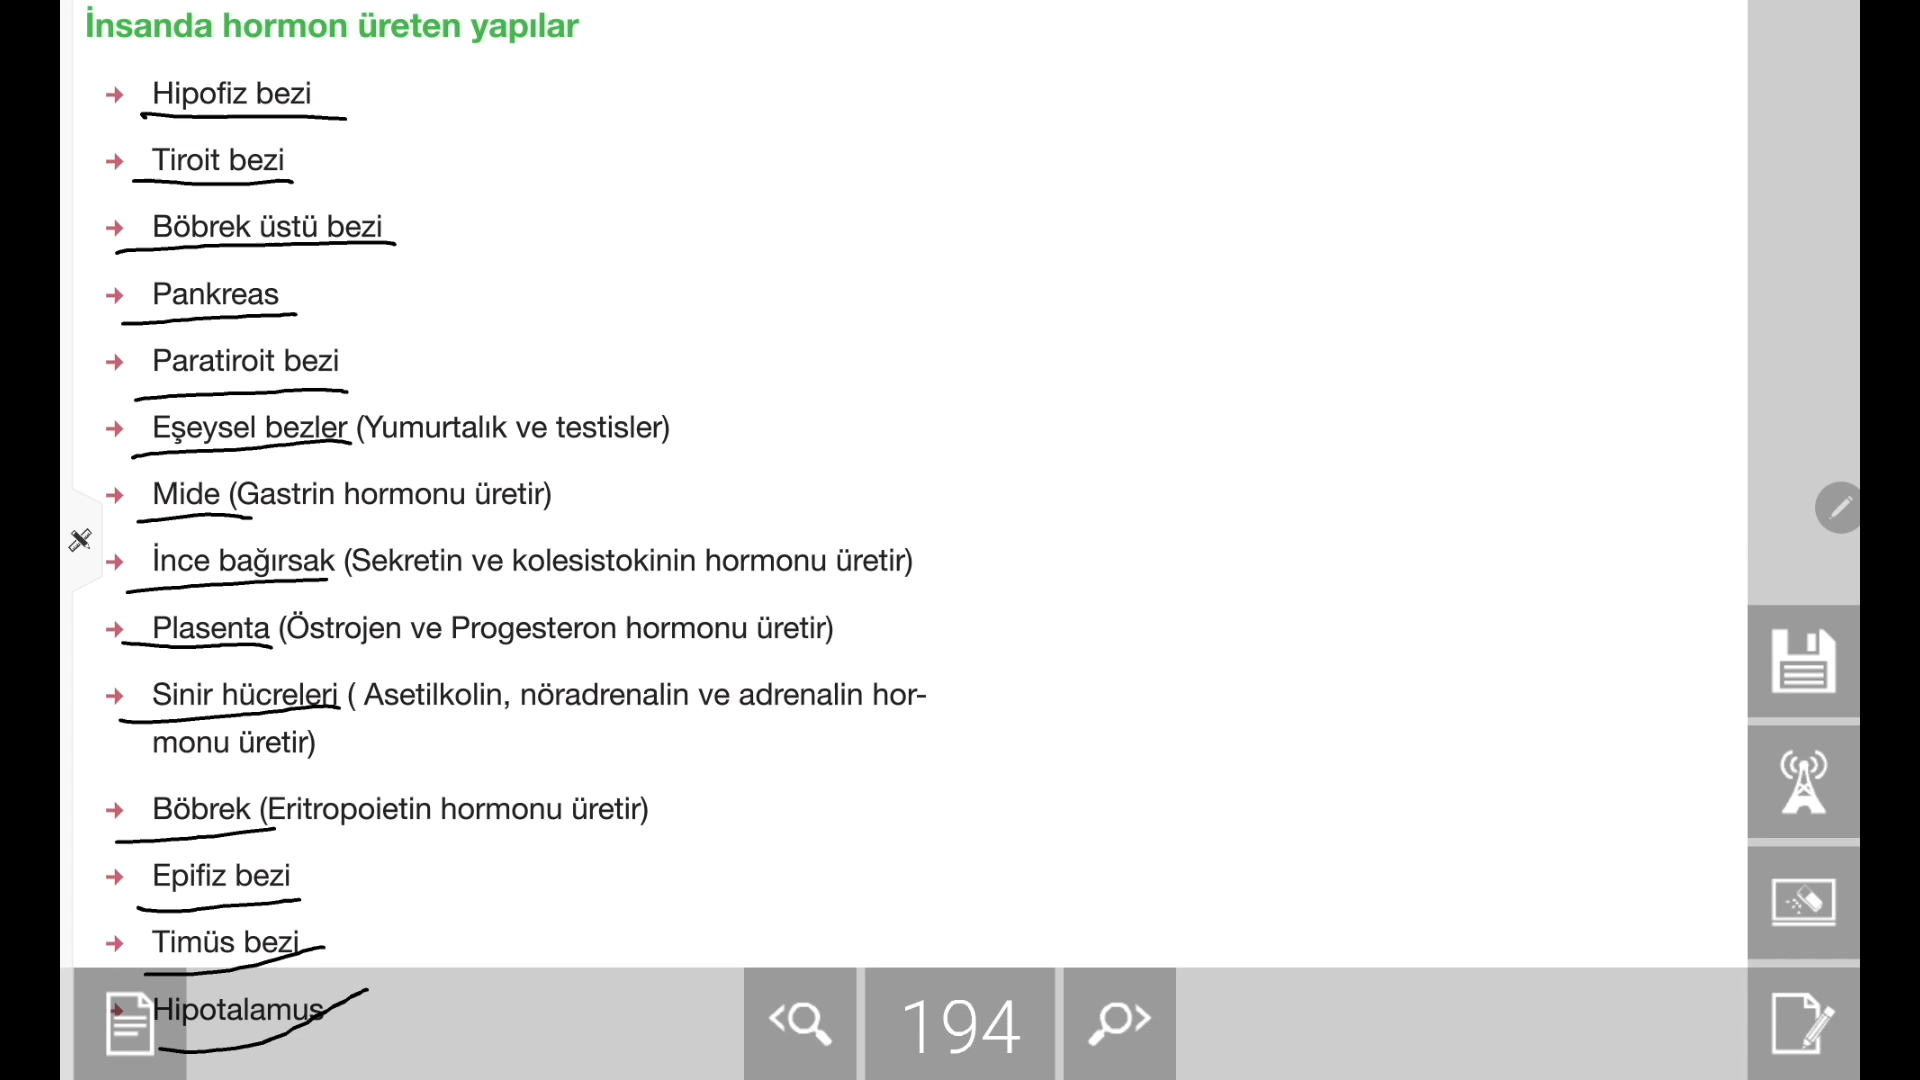 İnsanda hormon üreten yapılar
Hipofiz bezi
Tiroit bezi
Böbrek üstü bezi
Pankreas
Paratiroit bezi
Eşeysel bezler (Yumurtalık ve testisler)
Mide (Gastrin hormonu üretir)
İnce bağırsak (Sekretin ve kolesistokinin hormonu üretir)
Plasenta (Östrojen ve Progesteron hormonu üretir)
Sinir hücreleri ( Asetilkolin, nöradrenalin ve adrenalin hor-
monu üretir)
Böbrek (Eritropoietin hormonu üretir)
Epifiz bezi
Timüs bezi
Hipotalamus
194